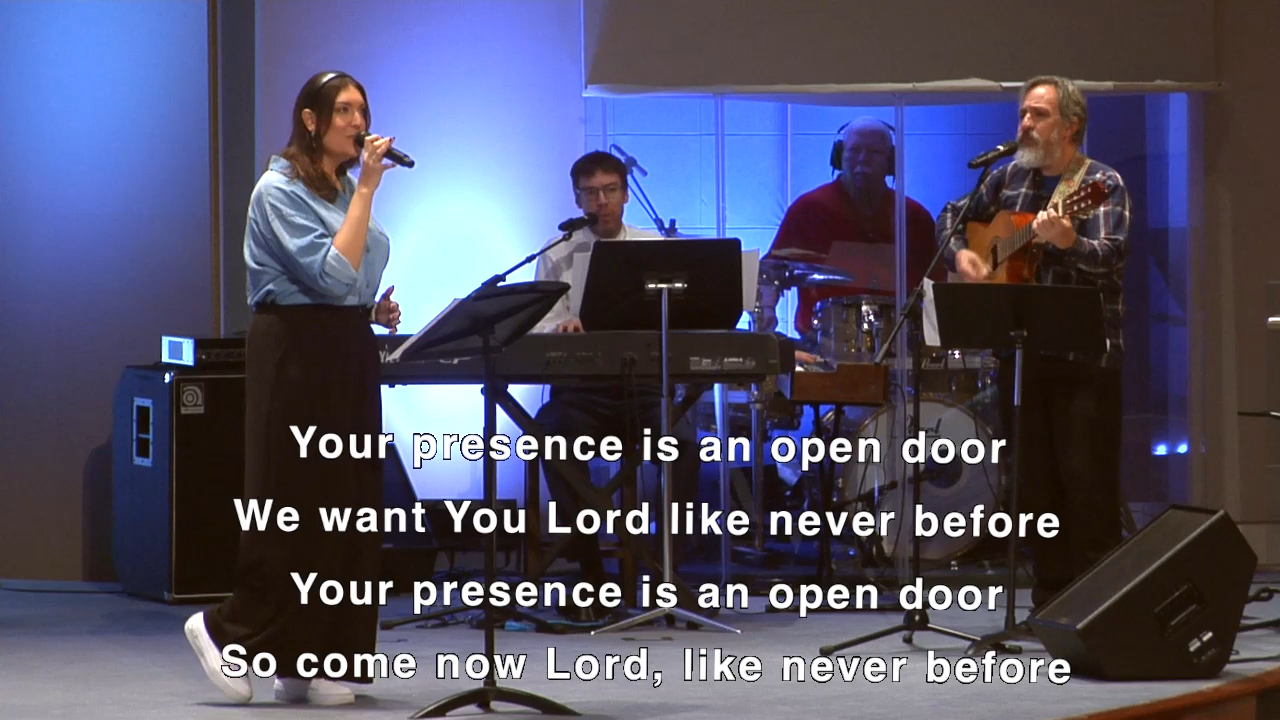 Your presence is an open door
We want You Lord like never before
Your presence is an open door
So come now Lord, like never before